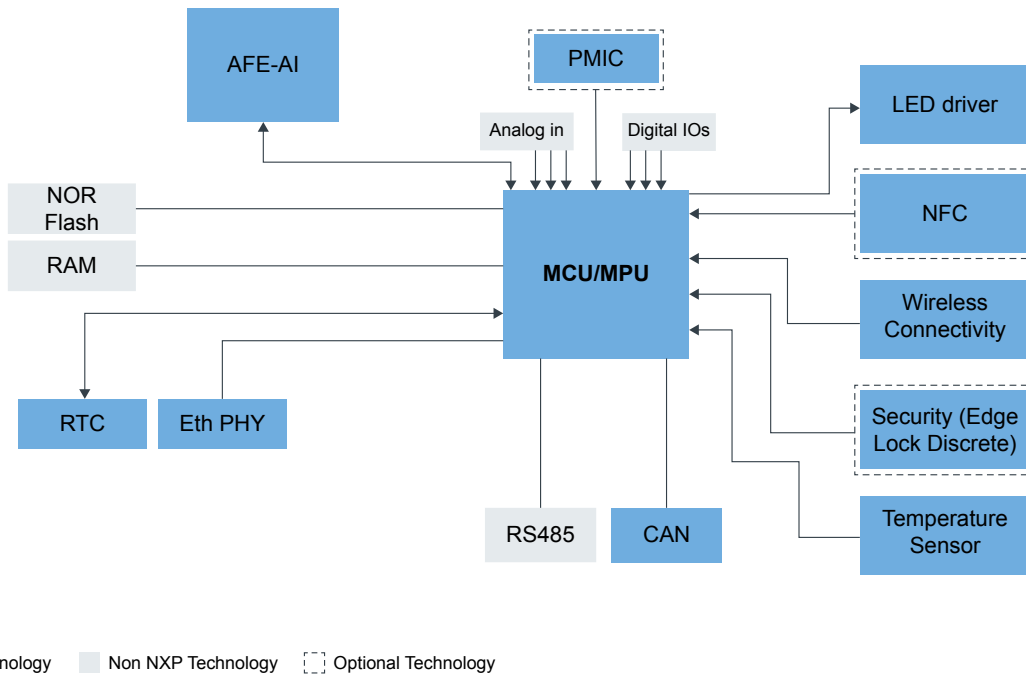 AFE-AI
PMIC
Analog in
Digital IOs
LED driver
NOR
Flash
NFC
RAM
MCU/MPU
Wireless
Connectivity
RTC
Eth PHY
Security (Edge
Lock Discrete)
RS485
CAN
Temperature
Sensor
nology
Non NXP Technology
Optional Technology